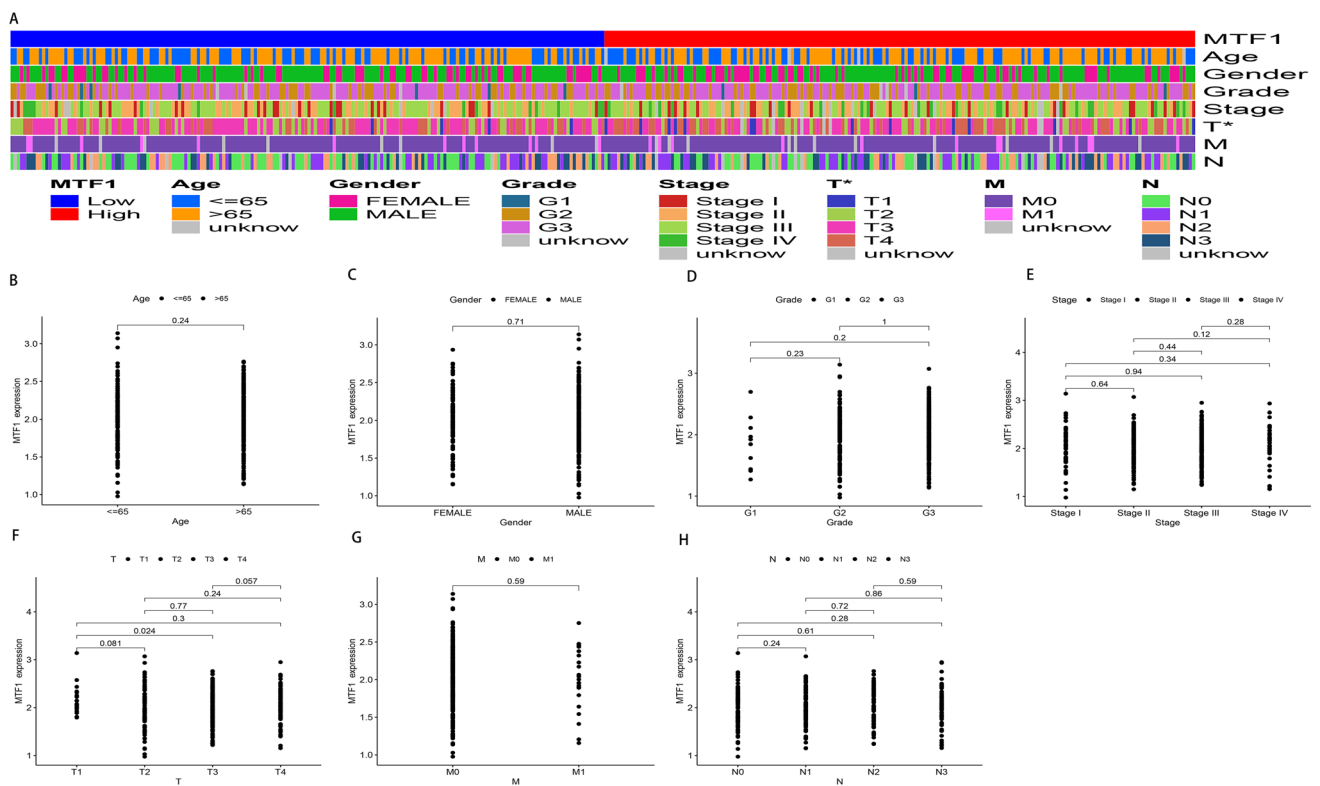 A
MTF1
Age
Gender
Grade
Stage
T*
M
N
MTF1 Age Gender Grade Stage T* M N
Low <=65 FEMALE G1 Stage I T1 M0 N0
High >65 MALE G2 Stage II T2 M1 N1
unknow G3 Stage III T3 unknow N2
unknow Stage IV T4 N3
unknow unknow unknow
B
Age <=65 >65
0.24
3.0
2.5
2.0
1.5
1.0
MTF1 expression
<=65 >65
Age
C
Gender FEMALE MALE
0.71
3.0
2.5
2.0
1.5
1.0
MTF1 expression
FEMALE MALE
Gender
D
Grade G1 G2 G3
1
0.2
0.23
3
2
1
MTF1 expression
G1 G2 G3
Grade
E
Stage Stage I Stage II Stage III Stage IV
0.28
0.12
0.44
0.34
0.94
0.64
4
3
2
1
MTF1 expression
Stage I Stage II Stage III Stage IV
Stage
F
T T1 T2 T3 T4
0.057
0.24
0.77
0.3
0.024
0.081
4
3
2
1
MTF1 expression
T1 T2 T3 T4
T
G
M M0 M1
0.59
3.0
2.5
2.0
1.5
1.0
MTF1 expression
M0 M1
M
H
N N0 N1 N2 N3
0.59
0.86
0.72
0.28
0.61
0.24
4
3
2
1
MTF1 expression
N0 N1 N2 N3
N